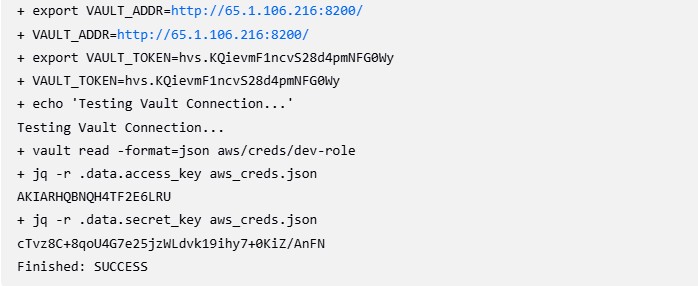 + export VAULT_ADDR=http://65.1.106.216:8200/
+ VAULT_ADDR=http://65.1.106.216:8200/
+ export VAULT_TOKEN=hvs.KQievmF1ncvS28d4pmNFG0Wy
+ VAULT_TOKEN=hvs.KQievmF1ncvS28d4pmNFG0Wy
+ echo 'Testing Vault Connection...'
Testing Vault Connection...
+ vault read -format=json aws/creds/dev-role
+ jq -r .data.access_key aws_creds.json
AKIARHQBNQH4TF2E6LRU
+ jq -r .data.secret_key aws_creds.json
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
Finished: SUCCESS